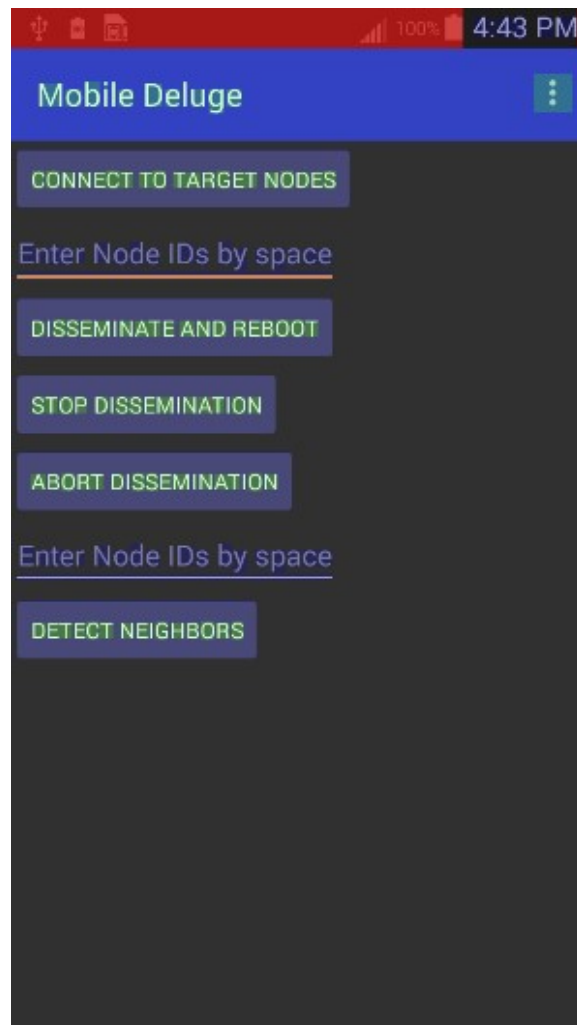 100% 4:43 PM
Mobile Deluge
CONNECT TO TARGET NODES
Enter Node IDs by space
DISSEMINATE AND REBOOT
STOP DISSEMINATION
ABORT DISSEMINATION
Enter Node IDs by space
DETECT NEIGHBORS